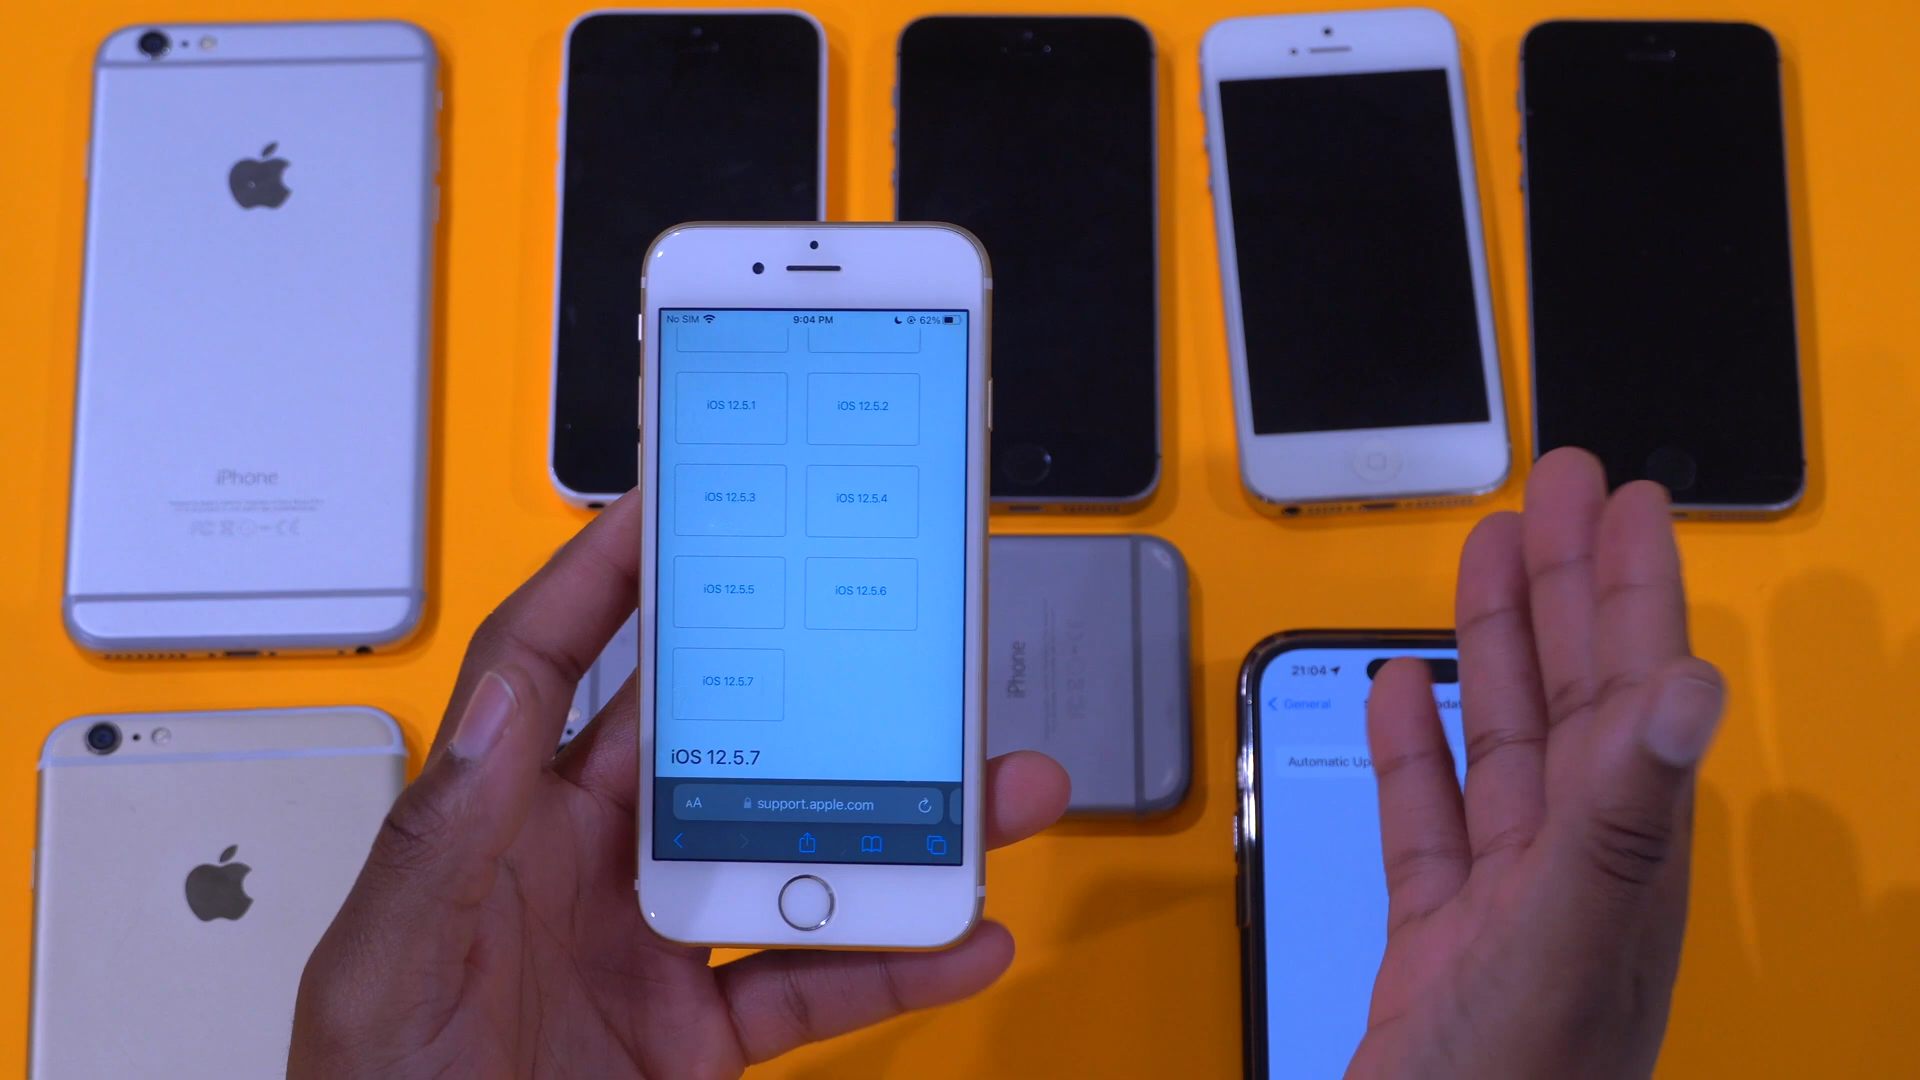 iPhone
No SIM 9:04 PM 62%
iOS 12.5.1 iOS 12.5.2
iOS 12.5.3 iOS 12.5.4
iOS 12.5.5 iOS 12.5.6
iOS 12.5.7
iOS 12.5.7
AA support.apple.com
iPhone
21:04
General
Automatic Up